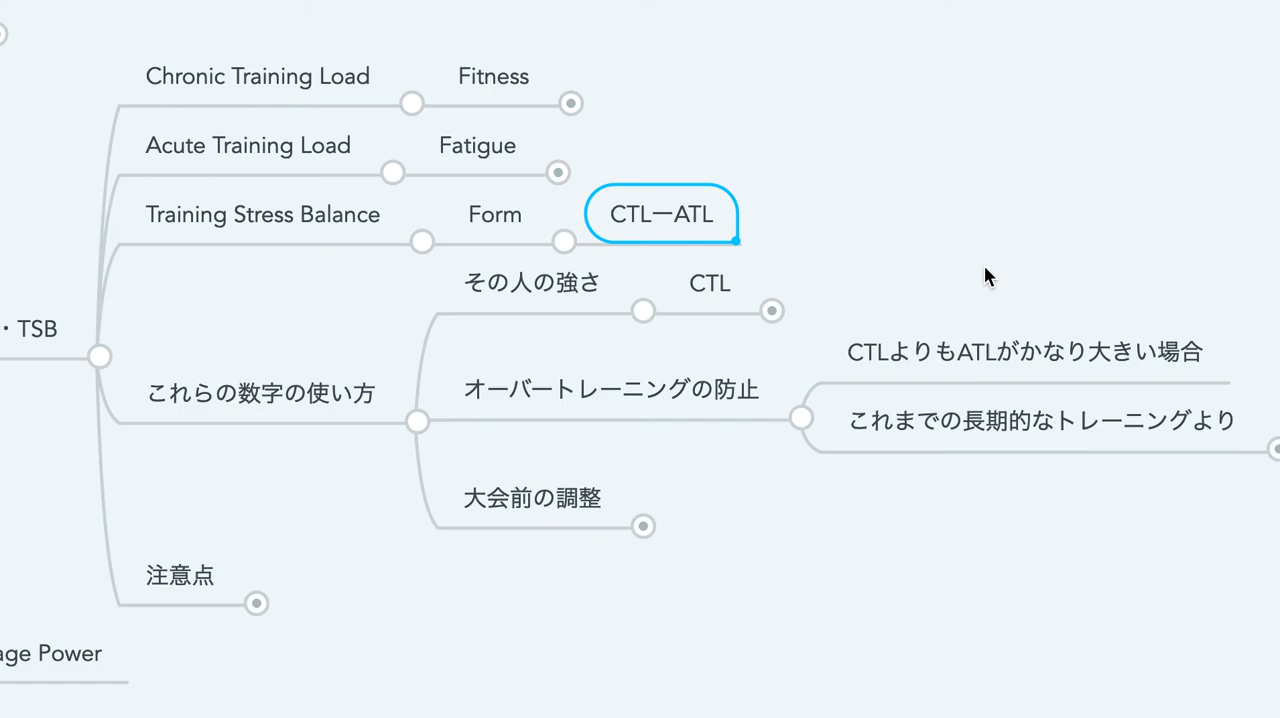 Chronic Training Load
Fitness
Acute Training Load
Fatigue
Training Stress Balance
Form
CTLーATL
その人の強さ
CTL
・TSB
CTLよりもATLがかなり大きい場合
これらの数字の使い方
オーバートレーニングの防止
これまでの長期的なトレーニングより
大会前の調整
注意点
age Power